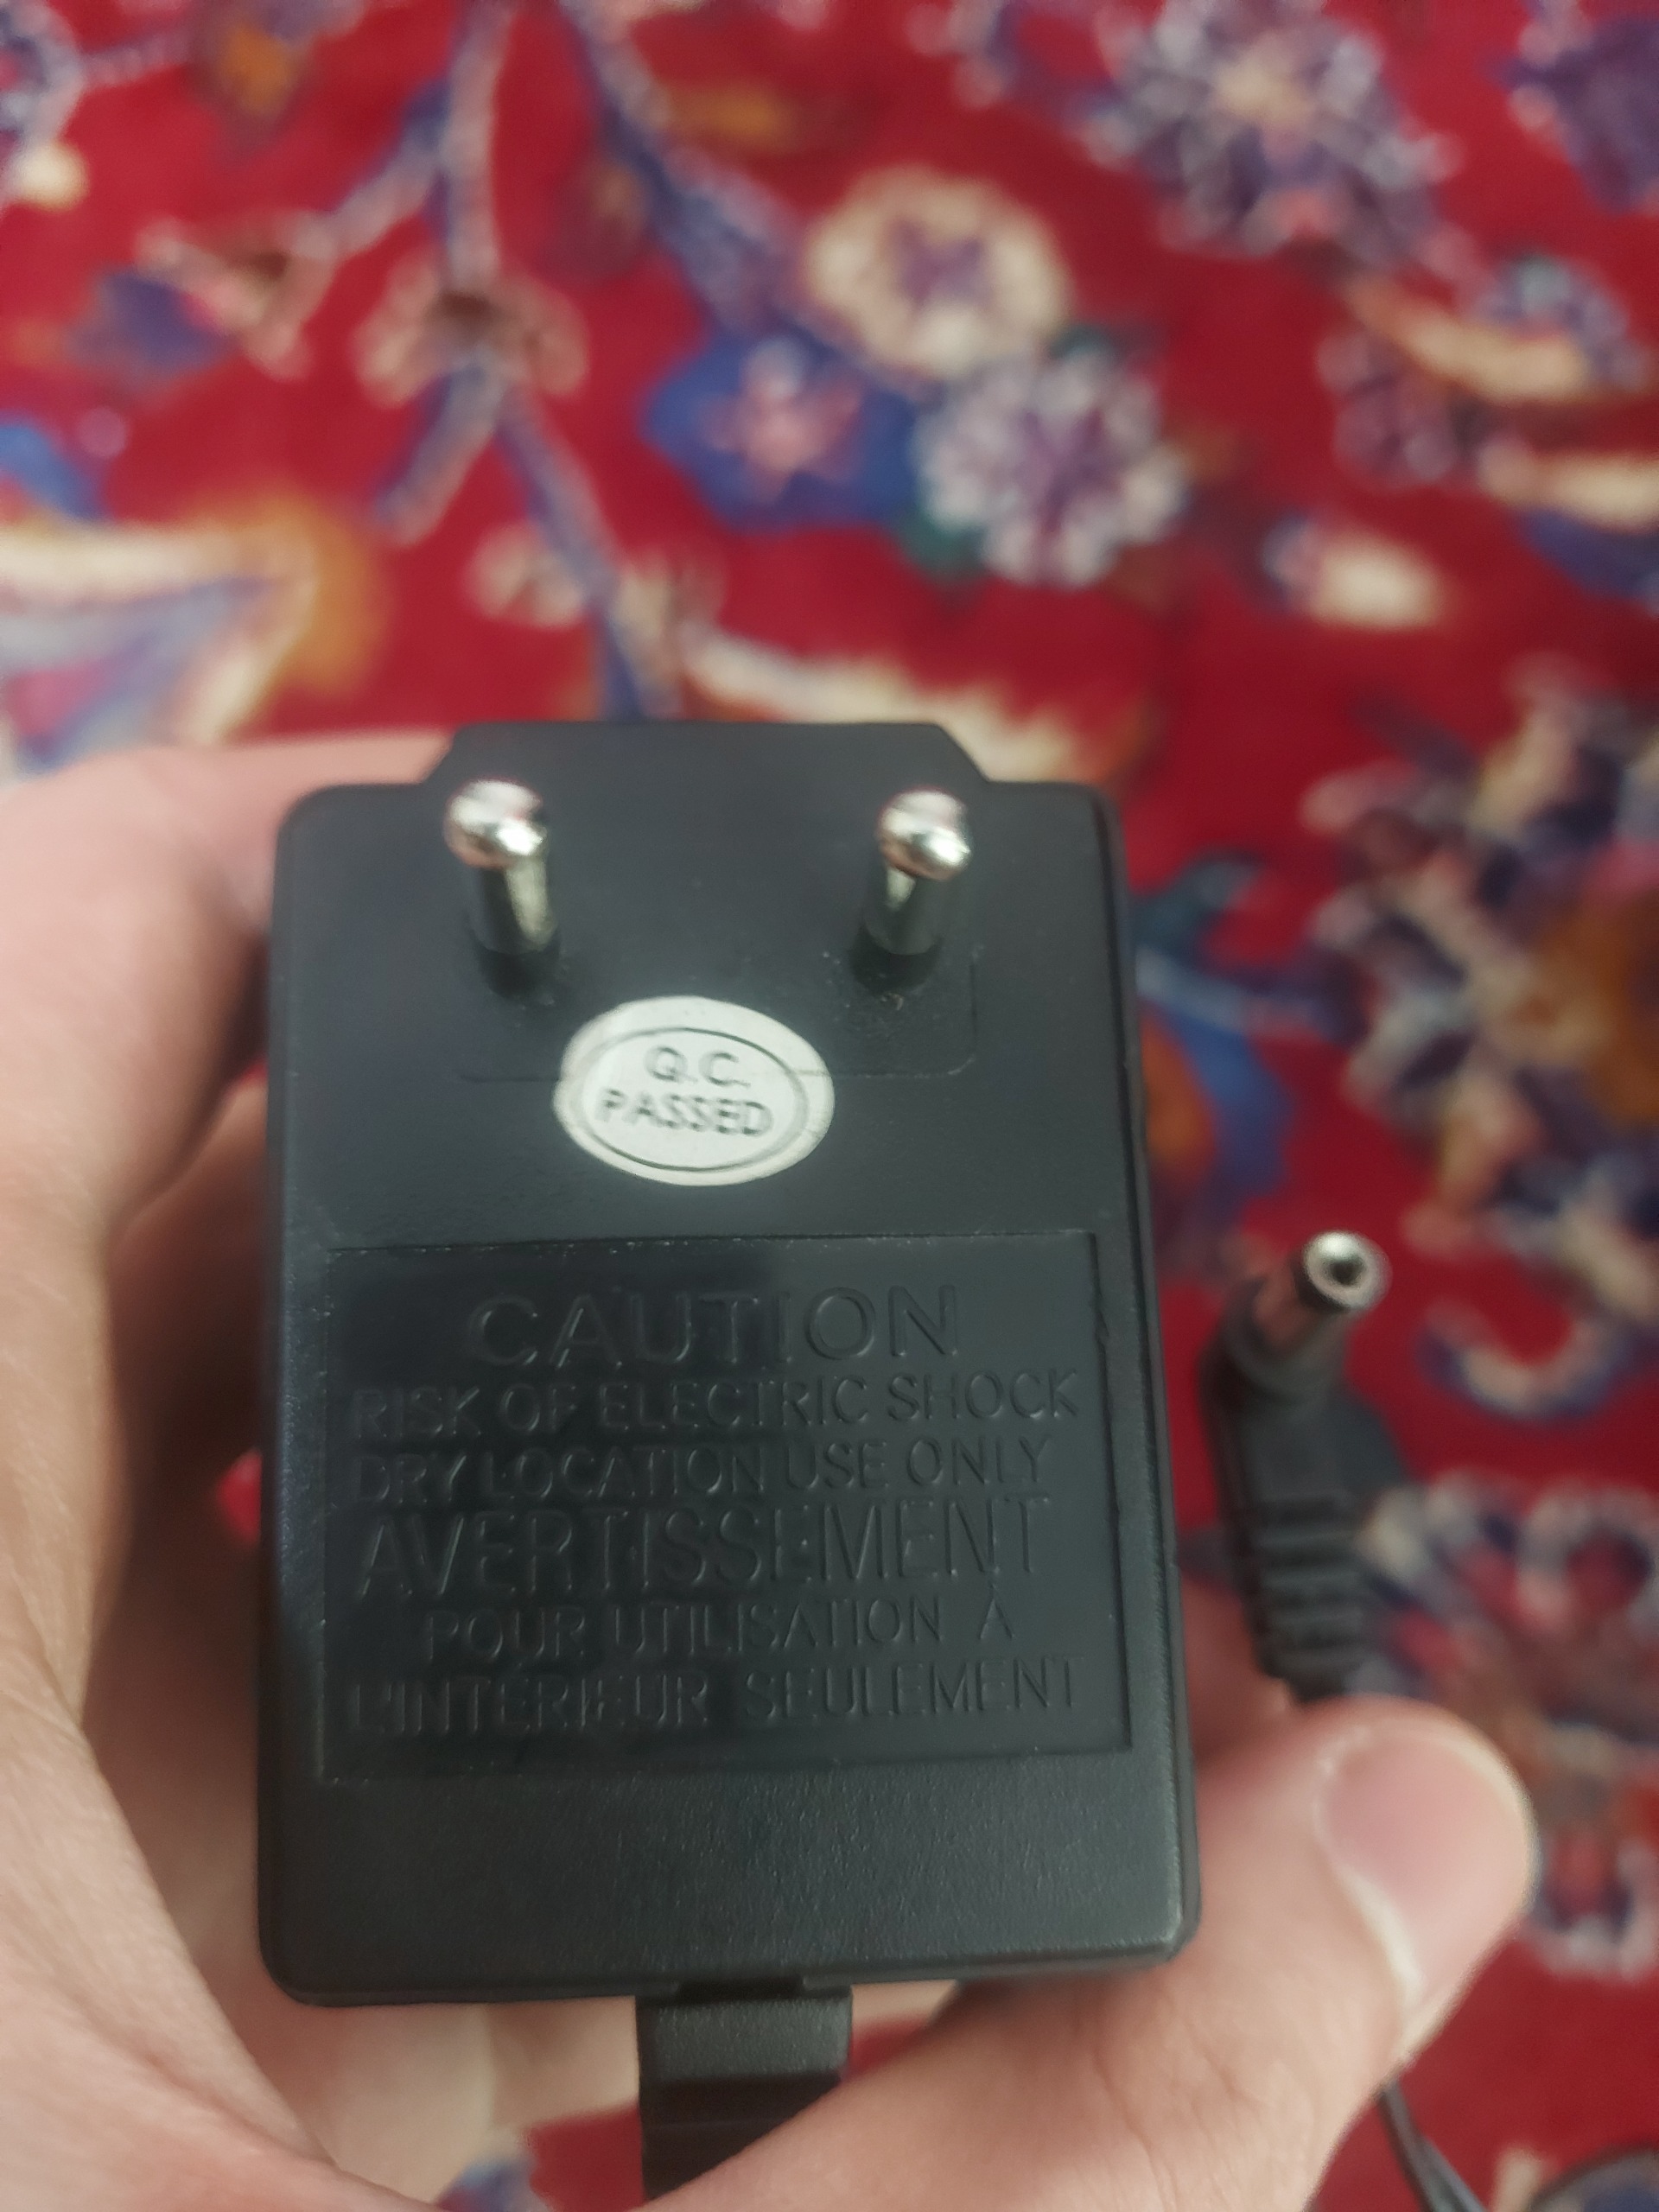 Q.C.
PASSED
CAUTION
RISK OF ELECTRIC SHOCK
DRY LOCATION USE ONLY
AVERTISSEMENT
POUR UTILISATION À
L'INTERIEUR SEULEMENT